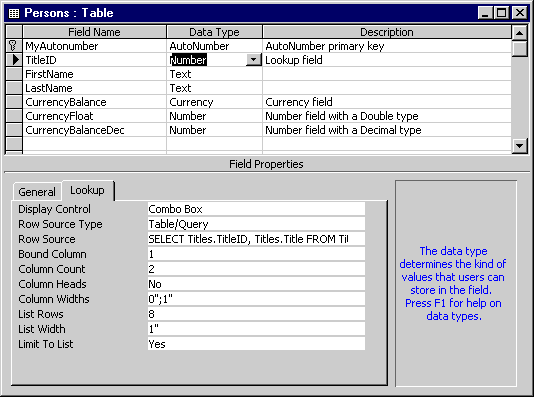 Persons : Table
Field Name Data Type Description
MyAutonumber AutoNumber AutoNumber primary key
TitleID Number Lookup field
FirstName Text
LastName Text
CurrencyBalance Currency Currency field
CurrencyFloat Number Number field with a Double type
CurrencyBalanceDec Number Number field with a Decimal type
Field Properties
General Lookup
Display Control Combo Box
Row Source Type Table/Query
Row Source SELECT Titles.TitleID, Titles.Title FROM Titl
Bound Column 1
Column Count 2
Column Heads No
Column Widths 0";1"
List Rows 8
List Width 1"
Limit To List Yes
The data type
determines the kind of
values that users can
store in the field.
Press F1 for help on
data types.